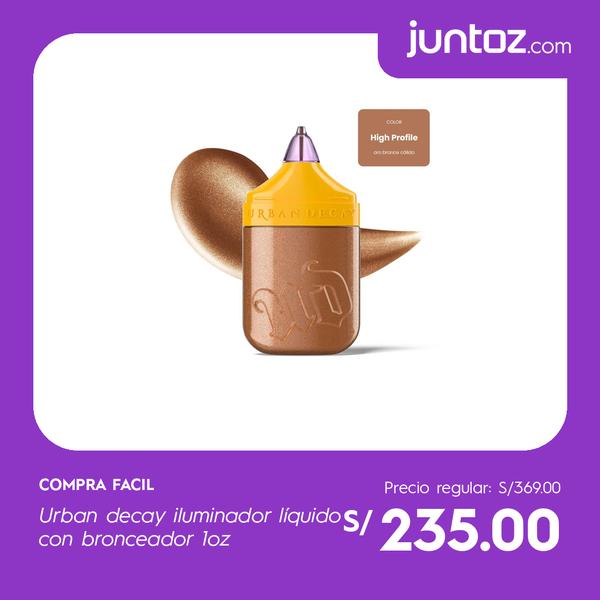 juntoz.com
COLOR
High Profile
oro bronce cálido
URBAN DECAY
UD
COMPRA FACIL
Precio regular: S/369.00
Urban decay iluminador líquido
con bronceador 1oz
S/ 235.00